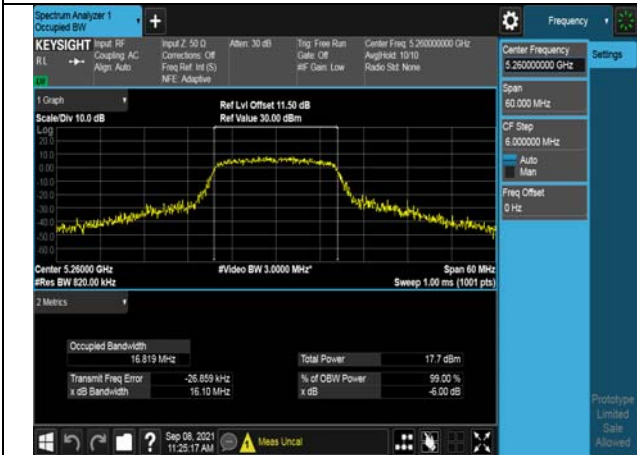 Spectrum Analyzer 1
Occupied BW
Frequency
KEYSIGHT
Input: RF
Coupling: AC
Align: Auto
Input Z: 50 Ω
Corrections: Off
Freq Ref: Int (S)
NFE: Adaptive
Atten: 30 dB
Trig: Free Run
Gate: Off
#IF Gain: Low
Center Freq: 5.260000000 GHz
Avg|Hold: 10/10
Radio Std: None
Center Frequency
5.260000000 GHz
Settings
Span
60.000 MHz
CF Step
6.000000 MHz
Auto
Man
Freq Offset
0 Hz
1 Graph
Scale/Div 10.0 dB
Ref Lvl Offset 11.50 dB
Ref Value 30.00 dBm
Log
20.0
10.0
0.00
-10.0
-20.0
-30.0
-40.0
-50.0
-60.0
Center 5.26000 GHz
#Res BW 820.00 kHz
#Video BW 3.0000 MHz*
Span 60 MHz
Sweep 1.00 ms (1001 pts)
2 Metrics
Occupied Bandwidth
16.819 MHz
Total Power
17.7 dBm
Transmit Freq Error
-26.859 kHz
% of OBW Power
99.00 %
x dB Bandwidth
16.10 MHz
x dB
-6.00 dB
Prototype
Limited
Sale
Allowed
?
Sep 08, 2021
11:25:17 AM
Meas Uncal